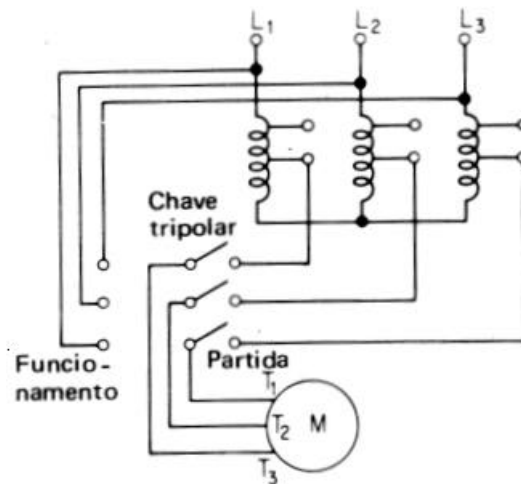 L1
L2
L3
Chave
tripolar
Funcio-
namento
Partida
T1
T2
M
T3